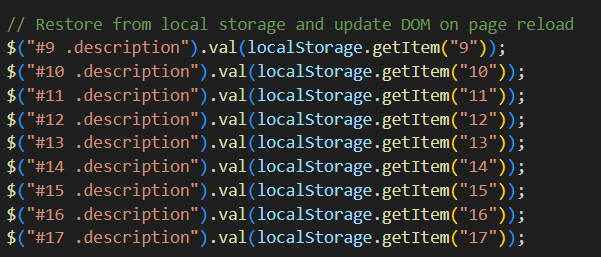 // Restore from local storage and update DOM on page reload
$("#9 .description").val(localStorage.getItem("9"));
$("#10 .description").val(localStorage.getItem("10"));
$("#11 .description").val(localStorage.getItem("11"));
$("#12 .description").val(localStorage.getItem("12"));
$("#13 .description").val(localStorage.getItem("13"));
$("#14 .description").val(localStorage.getItem("14"));
$("#15 .description").val(localStorage.getItem("15"));
$("#16 .description").val(localStorage.getItem("16"));
$("#17 .description").val(localStorage.getItem("17"));